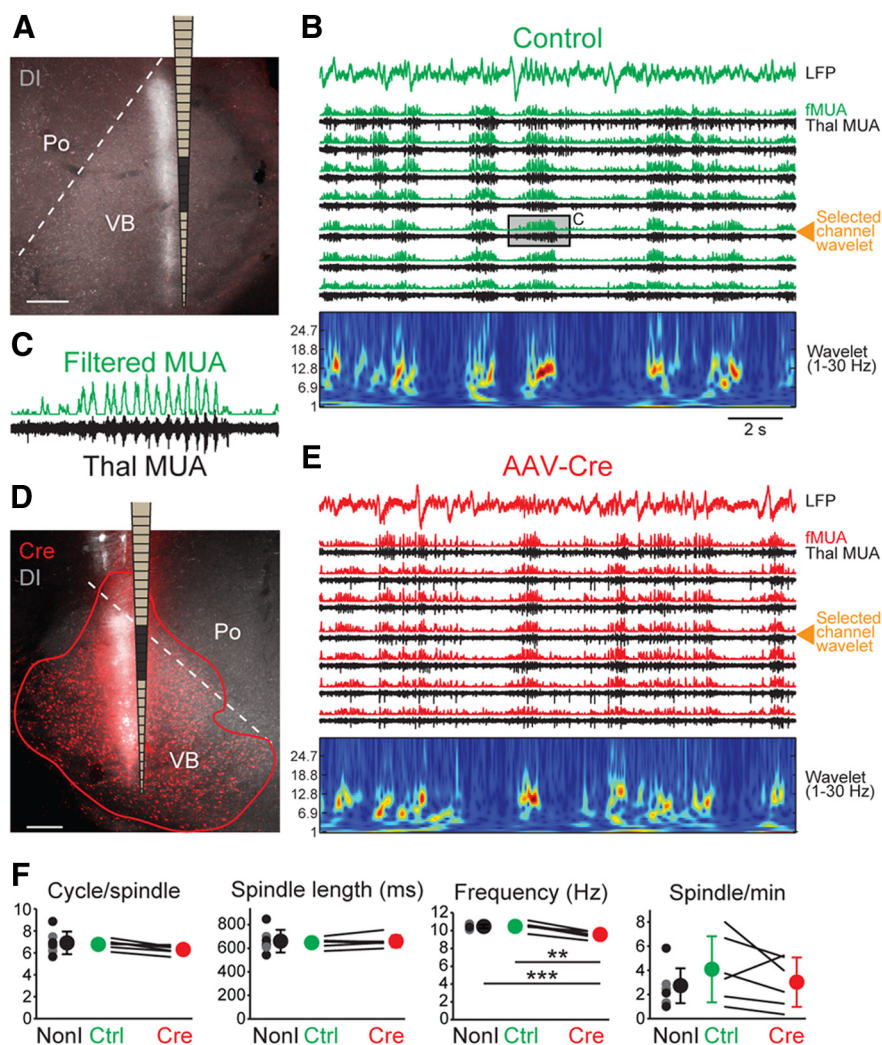 A
DI
Po
VB
B
Control
LFP
fMUA
Thal MUA
C
Selected
channel
wavelet
24.7
18.8
12.8
6.9
1
Wavelet
(1-30 Hz)
2 s
C
Filtered MUA
Thal MUA
D
Cre
DI
Po
VB
E
AAV-Cre
LFP
fMUA
Thal MUA
Selected
channel
wavelet
24.7
18.8
12.8
6.9
1
Wavelet
(1-30 Hz)
F
Cycle/spindle
10
8
6
4
2
0
NonI Ctrl Cre
Spindle length (ms)
800
600
400
200
0
NonI Ctrl Cre
Frequency (Hz)
12
10
8
6
4
2
0
**
***
NonI Ctrl Cre
Spindle/min
8
6
4
2
0
NonI Ctrl Cre